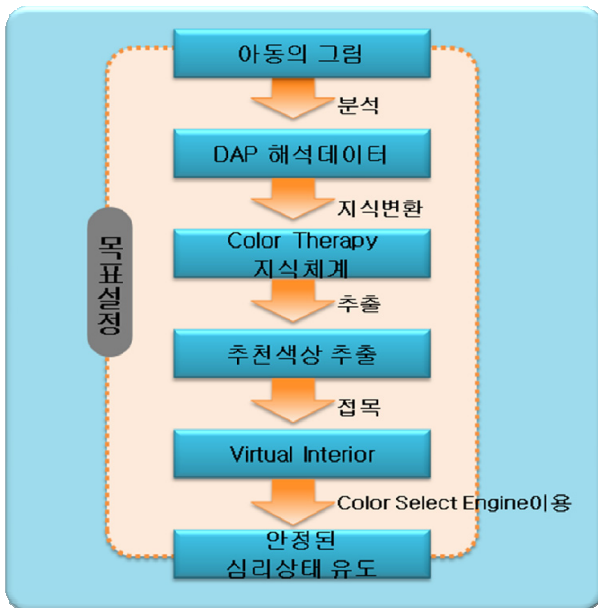 아동의 그림
분석
DAP 해석데이터
지식변환
Color Therapy
지식체계
추출
목표설정
추천색상 추출
접목
Virtual Interior
Color Select Engine이용
안정된
심리상태 유도